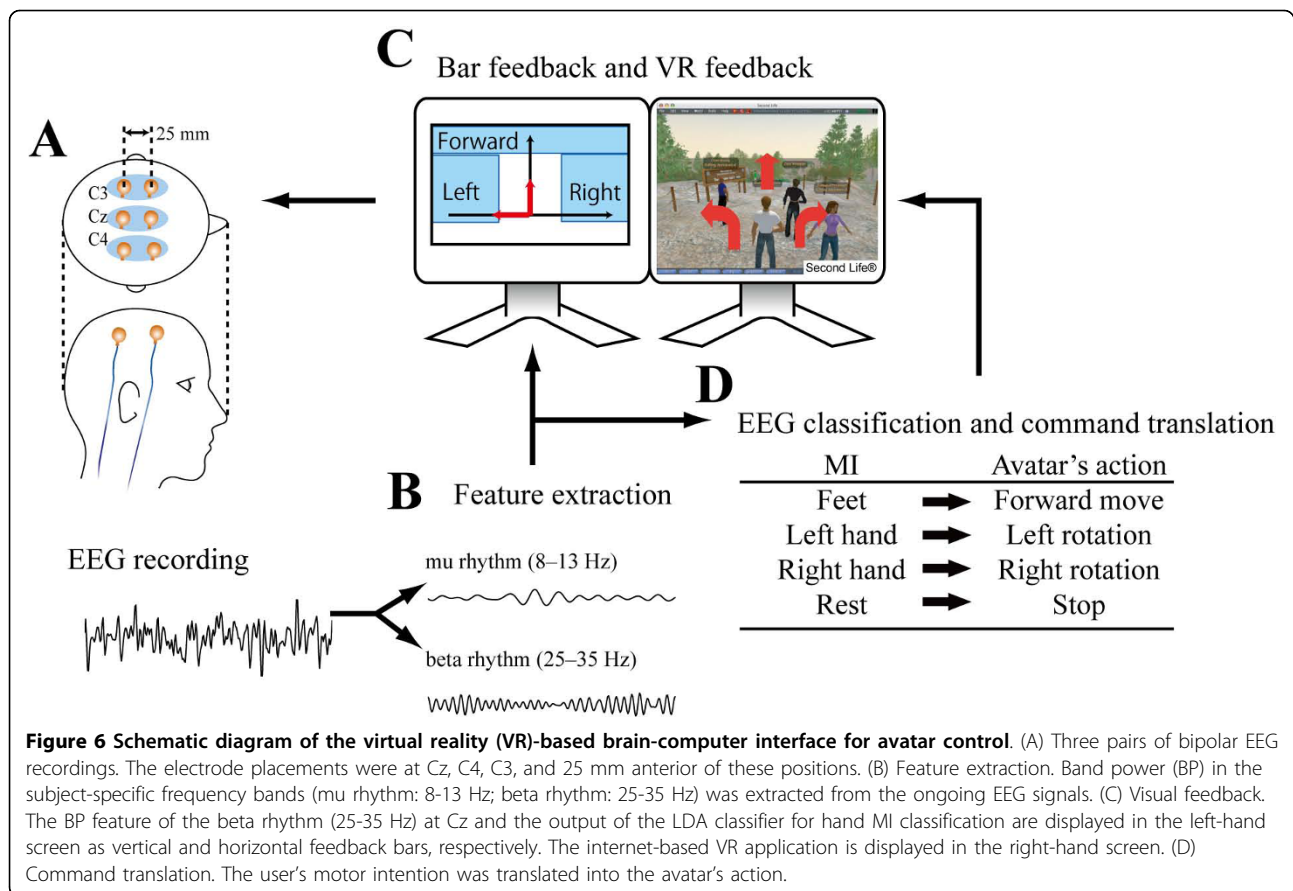 C
Bar feedback and VR feedback
A
25 mm
C3
Cz
C4
Forward
Left
Right
Second Life
Second Life®
D
EEG classification and command translation
MI
Avatar's action
Feet
Forward move
Left hand
Left rotation
Right hand
Right rotation
Rest
Stop
B
Feature extraction
EEG recording
mu rhythm (8–13 Hz)
beta rhythm (25–35 Hz)
Figure 6 Schematic diagram of the virtual reality (VR)-based brain-computer interface for avatar control. (A) Three pairs of bipolar EEG
recordings. The electrode placements were at Cz, C4, C3, and 25 mm anterior of these positions. (B) Feature extraction. Band power (BP) in the
subject-specific frequency bands (mu rhythm: 8-13 Hz; beta rhythm: 25-35 Hz) was extracted from the ongoing EEG signals. (C) Visual feedback.
The BP feature of the beta rhythm (25-35 Hz) at Cz and the output of the LDA classifier for hand MI classification are displayed in the left-hand
screen as vertical and horizontal feedback bars, respectively. The internet-based VR application is displayed in the right-hand screen. (D)
Command translation. The user's motor intention was translated into the avatar's action.